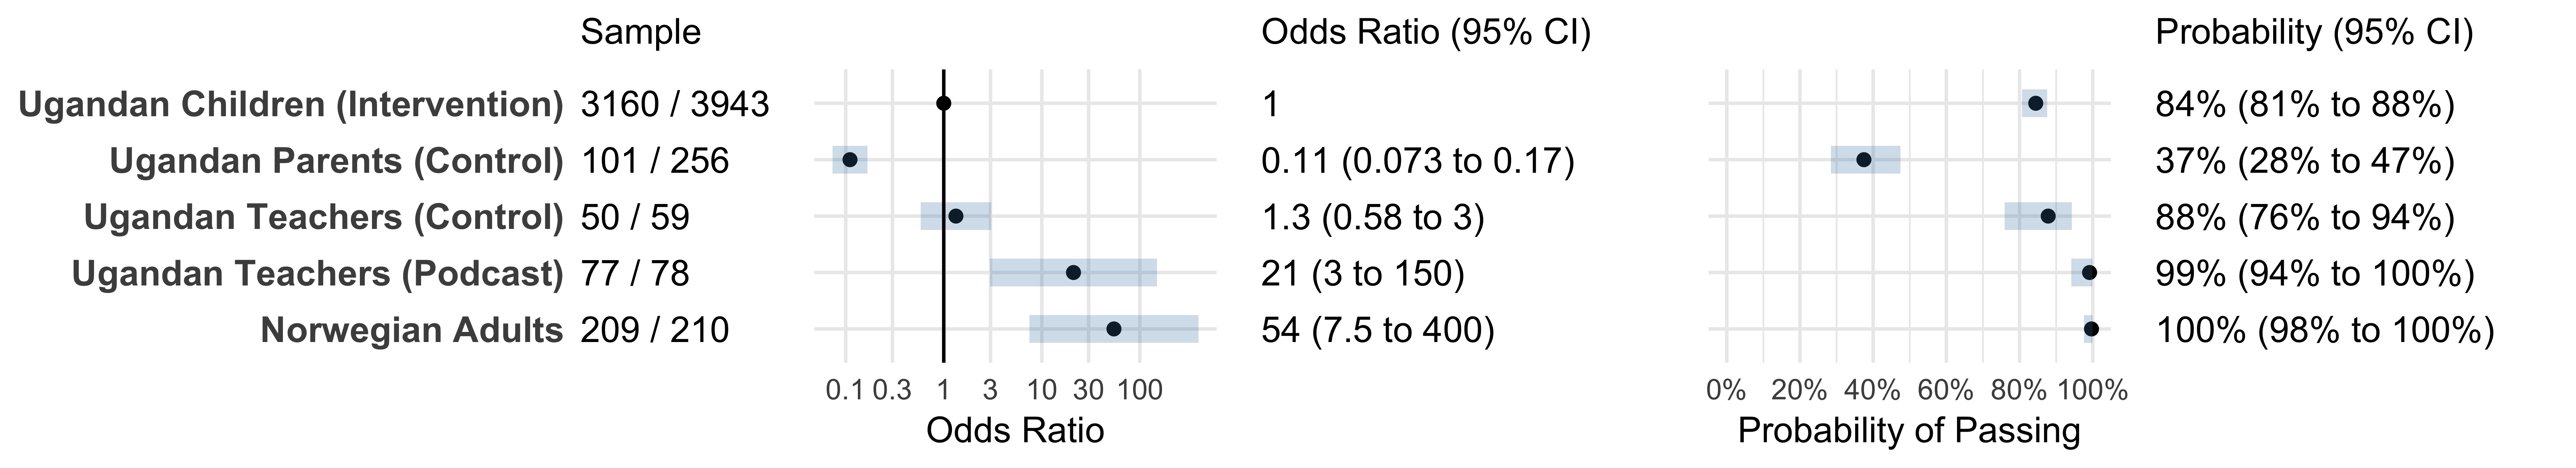 Sample Odds Ratio (95% CI) Probability (95% CI)
Ugandan Children (Intervention) 3160 / 3943 1 84% (81% to 88%)
Ugandan Parents (Control) 101 / 256 0.11 (0.073 to 0.17) 37% (28% to 47%)
Ugandan Teachers (Control) 50 / 59 1.3 (0.58 to 3) 88% (76% to 94%)
Ugandan Teachers (Podcast) 77 / 78 21 (3 to 150) 99% (94% to 100%)
Norwegian Adults 209 / 210 54 (7.5 to 400) 100% (98% to 100%)
0.1 0.3 1 3 10 30 100 0% 20% 40% 60% 80% 100%
Odds Ratio Probability of Passing